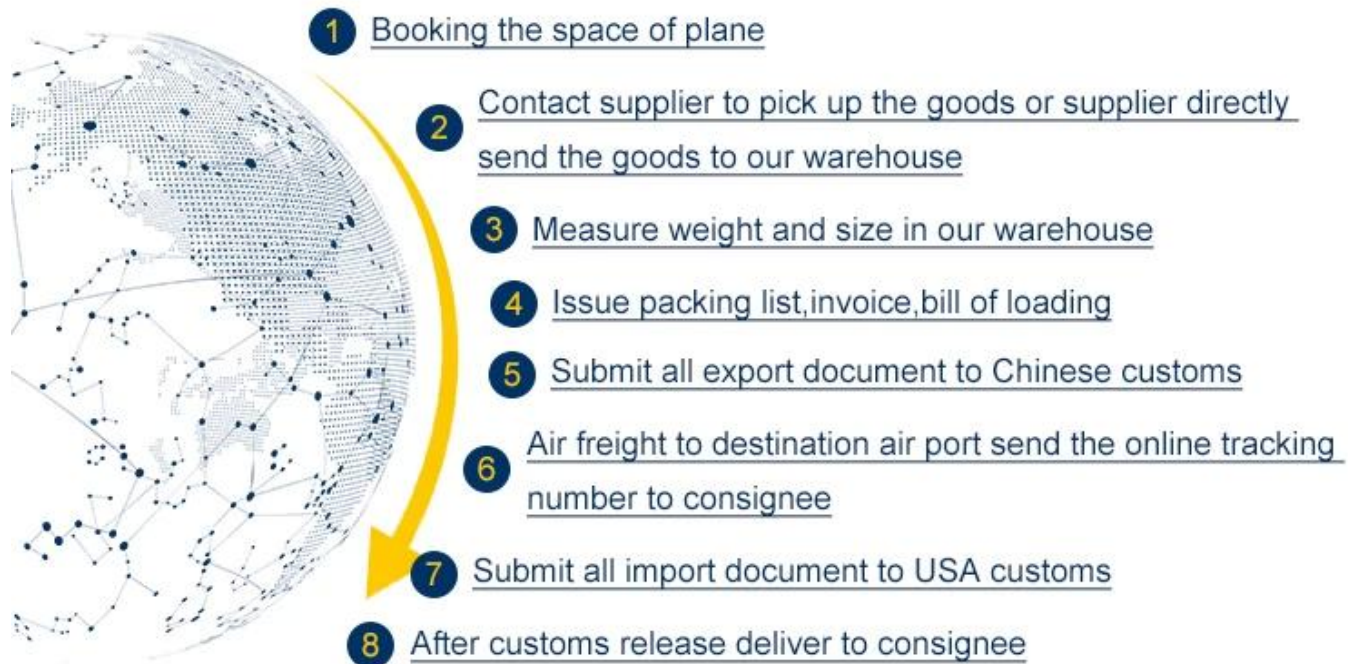 1 Booking the space of plane
2 Contact supplier to pick up the goods or supplier directly
send the goods to our warehouse
3 Measure weight and size in our warehouse
4 Issue packing list,invoice,bill of loading
5 Submit all export document to Chinese customs
6 Air freight to destination air port send the online tracking
number to consignee
7 Submit all import document to USA customs
8 After customs release deliver to consignee